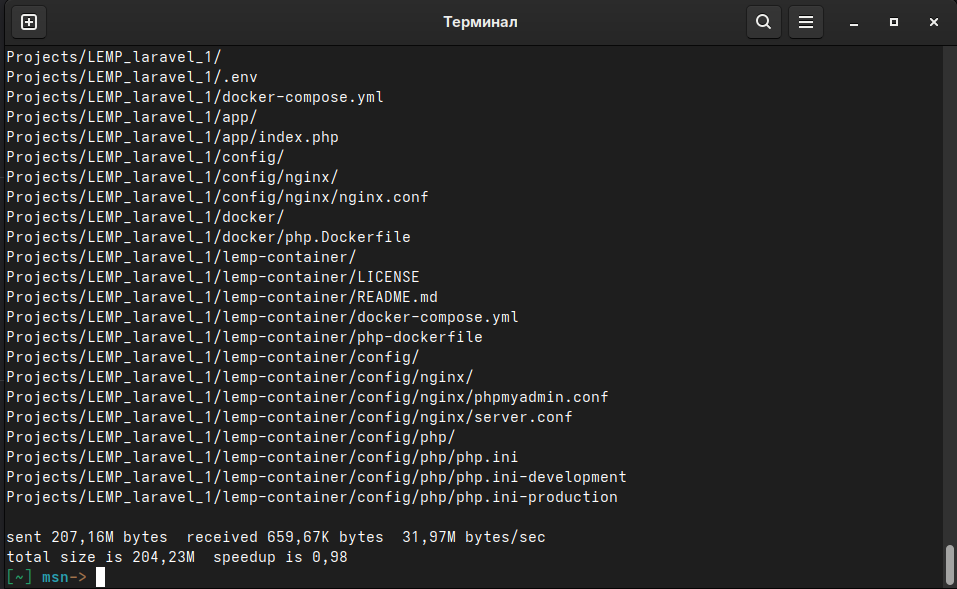 Терминал
Projects/LEMP_laravel_1/
Projects/LEMP_laravel_1/.env
Projects/LEMP_laravel_1/docker-compose.yml
Projects/LEMP_laravel_1/app/
Projects/LEMP_laravel_1/app/index.php
Projects/LEMP_laravel_1/config/
Projects/LEMP_laravel_1/config/nginx/
Projects/LEMP_laravel_1/config/nginx/nginx.conf
Projects/LEMP_laravel_1/docker/
Projects/LEMP_laravel_1/docker/php.Dockerfile
Projects/LEMP_laravel_1/lemp-container/
Projects/LEMP_laravel_1/lemp-container/LICENSE
Projects/LEMP_laravel_1/lemp-container/README.md
Projects/LEMP_laravel_1/lemp-container/docker-compose.yml
Projects/LEMP_laravel_1/lemp-container/php-dockerfile
Projects/LEMP_laravel_1/lemp-container/config/
Projects/LEMP_laravel_1/lemp-container/config/nginx/
Projects/LEMP_laravel_1/lemp-container/config/nginx/phpmyadmin.conf
Projects/LEMP_laravel_1/lemp-container/config/nginx/server.conf
Projects/LEMP_laravel_1/lemp-container/config/php/
Projects/LEMP_laravel_1/lemp-container/config/php/php.ini
Projects/LEMP_laravel_1/lemp-container/config/php/php.ini-development
Projects/LEMP_laravel_1/lemp-container/config/php/php.ini-production
sent 207,16M bytes  received 659,67K bytes  31,97M bytes/sec
total size is 204,23M  speedup is 0,98
[~] msn->